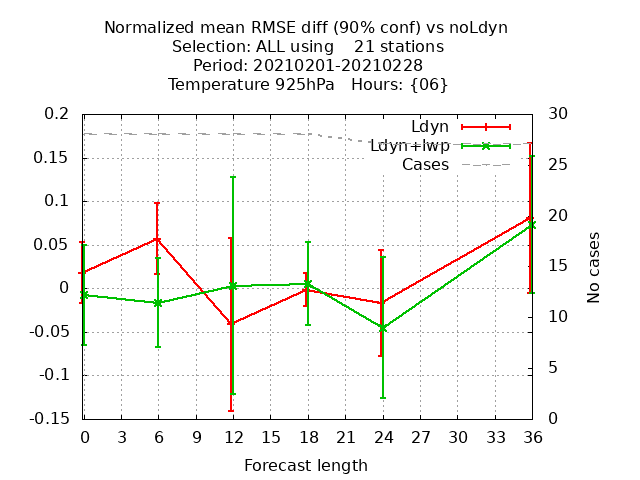 Normalized mean RMSE diff (90% conf) vs noLdyn
Selection: ALL using    21 stations
Period: 20210201-20210228
Temperature 925hPa   Hours: {06}
0.2
0.15
0.1
0.05
0
-0.05
-0.1
-0.15
30
25
20
15
10
5
0
Ldyn
Ldyn+lwp
Cases
No cases
0 3 6 9 12 15 18 21 24 27 30 33 36
Forecast length